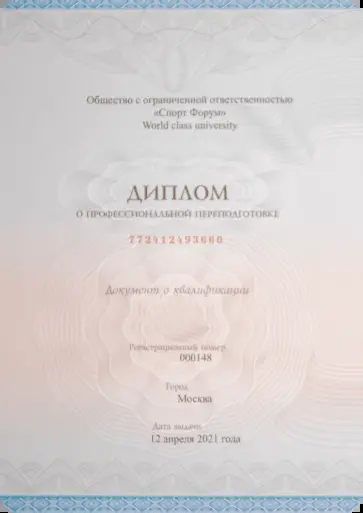 Общество с ограниченной ответственностью
«Спорт Форум»
World class university
ДИПЛОМ
О ПРОФЕССИОНАЛЬНОЙ ПЕРЕПОДГОТОВКЕ
772412493660
Документ о квалификации
Регистрационный номер
000148
Город
Москва
Дата выдачи
12 апреля 2021 года